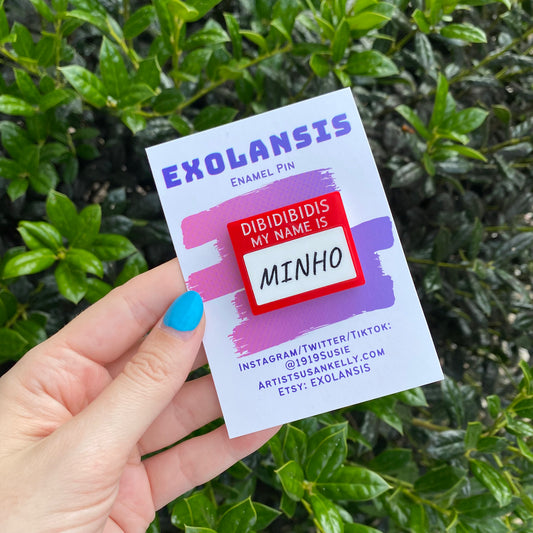 EXOLANSIS
ENAMEL PIN
DIBIDIBIDIS
MY NAME IS
MINHO
INSTAGRAM/TWITTER/TIKTOK:
@1919SUSIE
ARTISTSUSANKELLY.COM
ETSY: EXOLANSIS